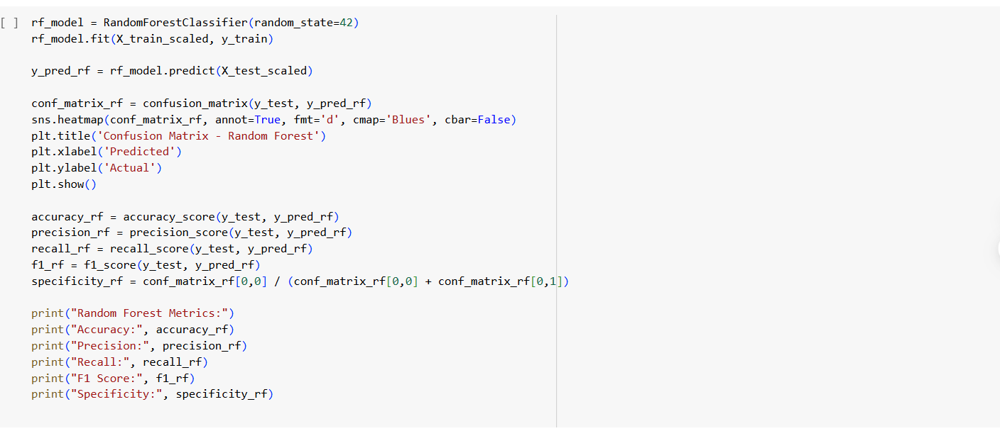 [ ] rf_model = RandomForestClassifier(random_state=42)
rf_model.fit(X_train_scaled, y_train)
y_pred_rf = rf_model.predict(X_test_scaled)
conf_matrix_rf = confusion_matrix(y_test, y_pred_rf)
sns.heatmap(conf_matrix_rf, annot=True, fmt='d', cmap='Blues', cbar=False)
plt.title('Confusion Matrix - Random Forest')
plt.xlabel('Predicted')
plt.ylabel('Actual')
plt.show()
accuracy_rf = accuracy_score(y_test, y_pred_rf)
precision_rf = precision_score(y_test, y_pred_rf)
recall_rf = recall_score(y_test, y_pred_rf)
f1_rf = f1_score(y_test, y_pred_rf)
specificity_rf = conf_matrix_rf[0,0] / (conf_matrix_rf[0,0] + conf_matrix_rf[0,1])
print("Random Forest Metrics:")
print("Accuracy:", accuracy_rf)
print("Precision:", precision_rf)
print("Recall:", recall_rf)
print("F1 Score:", f1_rf)
print("Specificity:", specificity_rf)